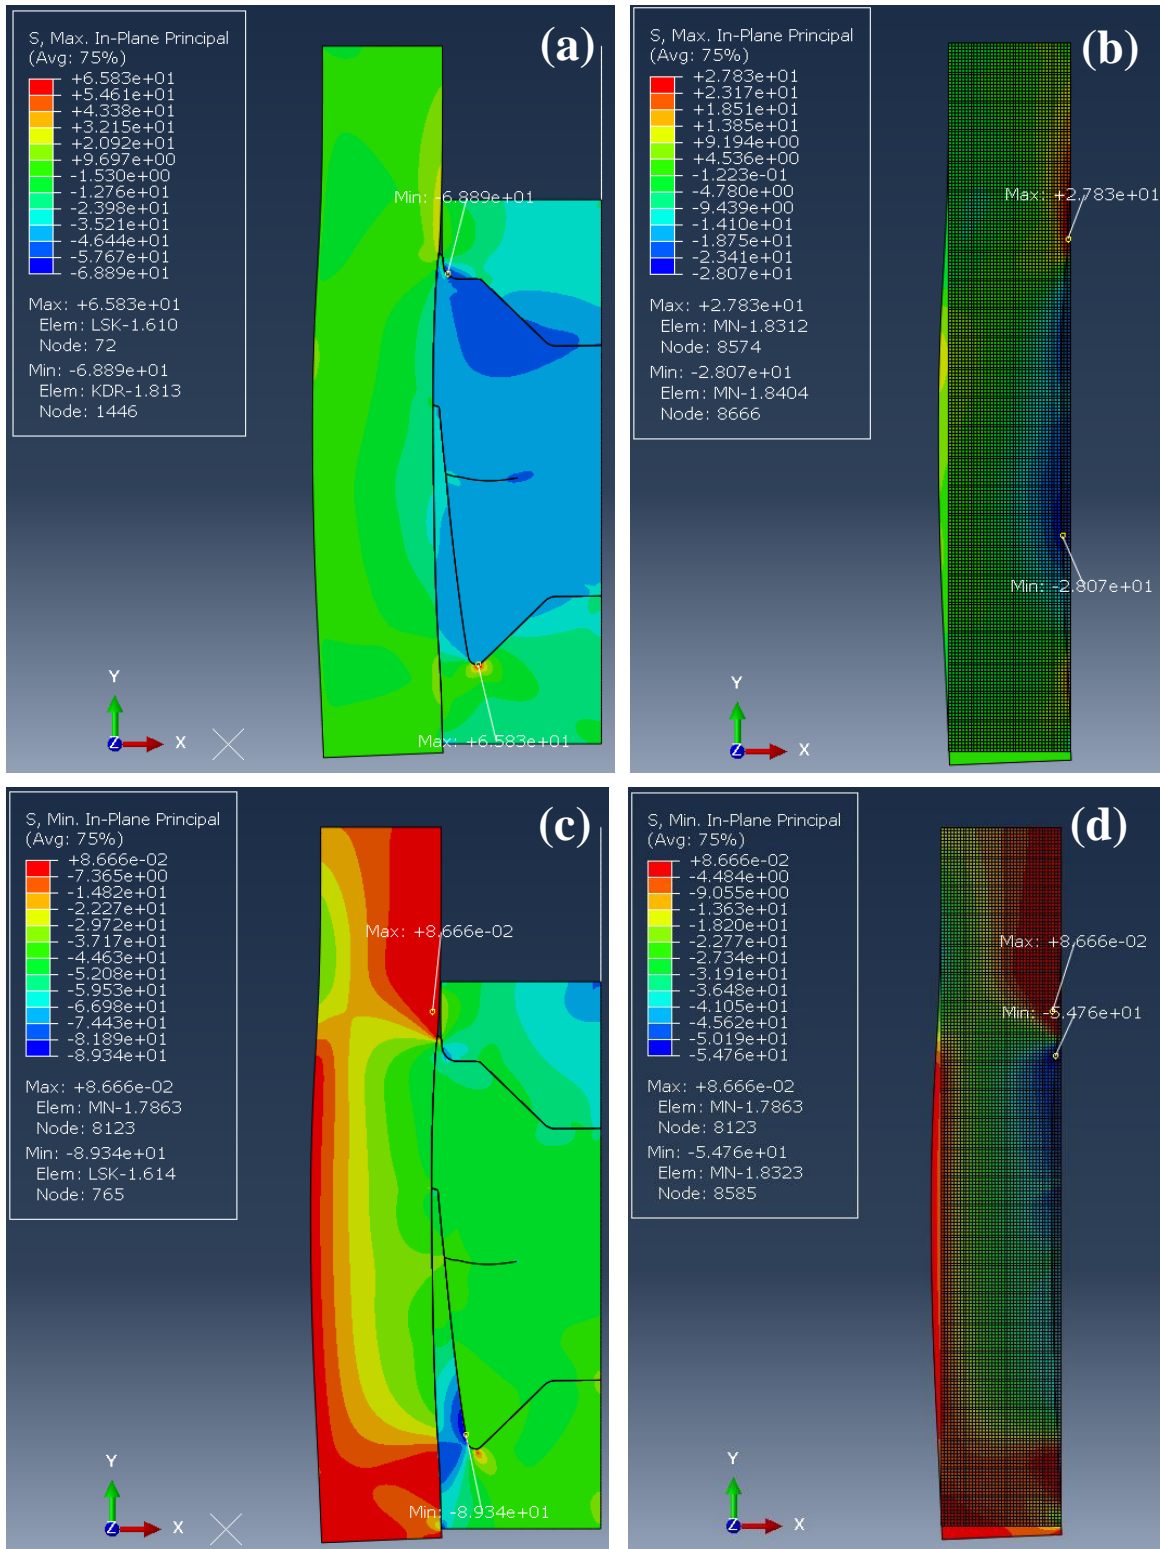 (a)
S, Max. In-Plane Principal
(Avg: 75%)
+6.583e+01
+5.461e+01
+4.338e+01
+3.215e+01
+2.092e+01
+9.697e+00
-1.530e+00
-1.276e+01
-2.398e+01
-3.521e+01
-4.644e+01
-5.767e+01
-6.889e+01
Max: +6.583e+01
Elem: LSK-1.610
Node: 72
Min: -6.889e+01
Elem: KDR-1.813
Node: 1446
Min: -6.889e+01
Max: +6.583e+01
Y
Z
X
(b)
S, Max. In-Plane Principal
(Avg: 75%)
+2.783e+01
+2.317e+01
+1.851e+01
+1.385e+01
+9.194e+00
+4.536e+00
-1.223e-01
-4.780e+00
-9.439e+00
-1.410e+01
-1.875e+01
-2.341e+01
-2.807e+01
Max: +2.783e+01
Elem: MN-1.8312
Node: 8574
Min: -2.807e+01
Elem: MN-1.8404
Node: 8666
Max: +2.783e+01
Min: -2.807e+01
Y
Z
X
(c)
S, Min. In-Plane Principal
(Avg: 75%)
+8.666e-02
-7.365e+00
-1.482e+01
-2.227e+01
-2.972e+01
-3.717e+01
-4.463e+01
-5.208e+01
-5.953e+01
-6.698e+01
-7.443e+01
-8.189e+01
-8.934e+01
Max: +8.666e-02
Elem: MN-1.7863
Node: 8123
Min: -8.934e+01
Elem: LSK-1.614
Node: 765
Max: +8.666e-02
Min: -8.934e+01
Y
Z
X
(d)
S, Min. In-Plane Principal
(Avg: 75%)
+8.666e-02
-4.484e+00
-9.055e+00
-1.363e+01
-1.820e+01
-2.277e+01
-2.734e+01
-3.191e+01
-3.648e+01
-4.105e+01
-4.562e+01
-5.019e+01
-5.476e+01
Max: +8.666e-02
Elem: MN-1.7863
Node: 8123
Min: -5.476e+01
Elem: MN-1.8323
Node: 8585
Max: +8.666e-02
Min: -5.476e+01
Y
Z
X